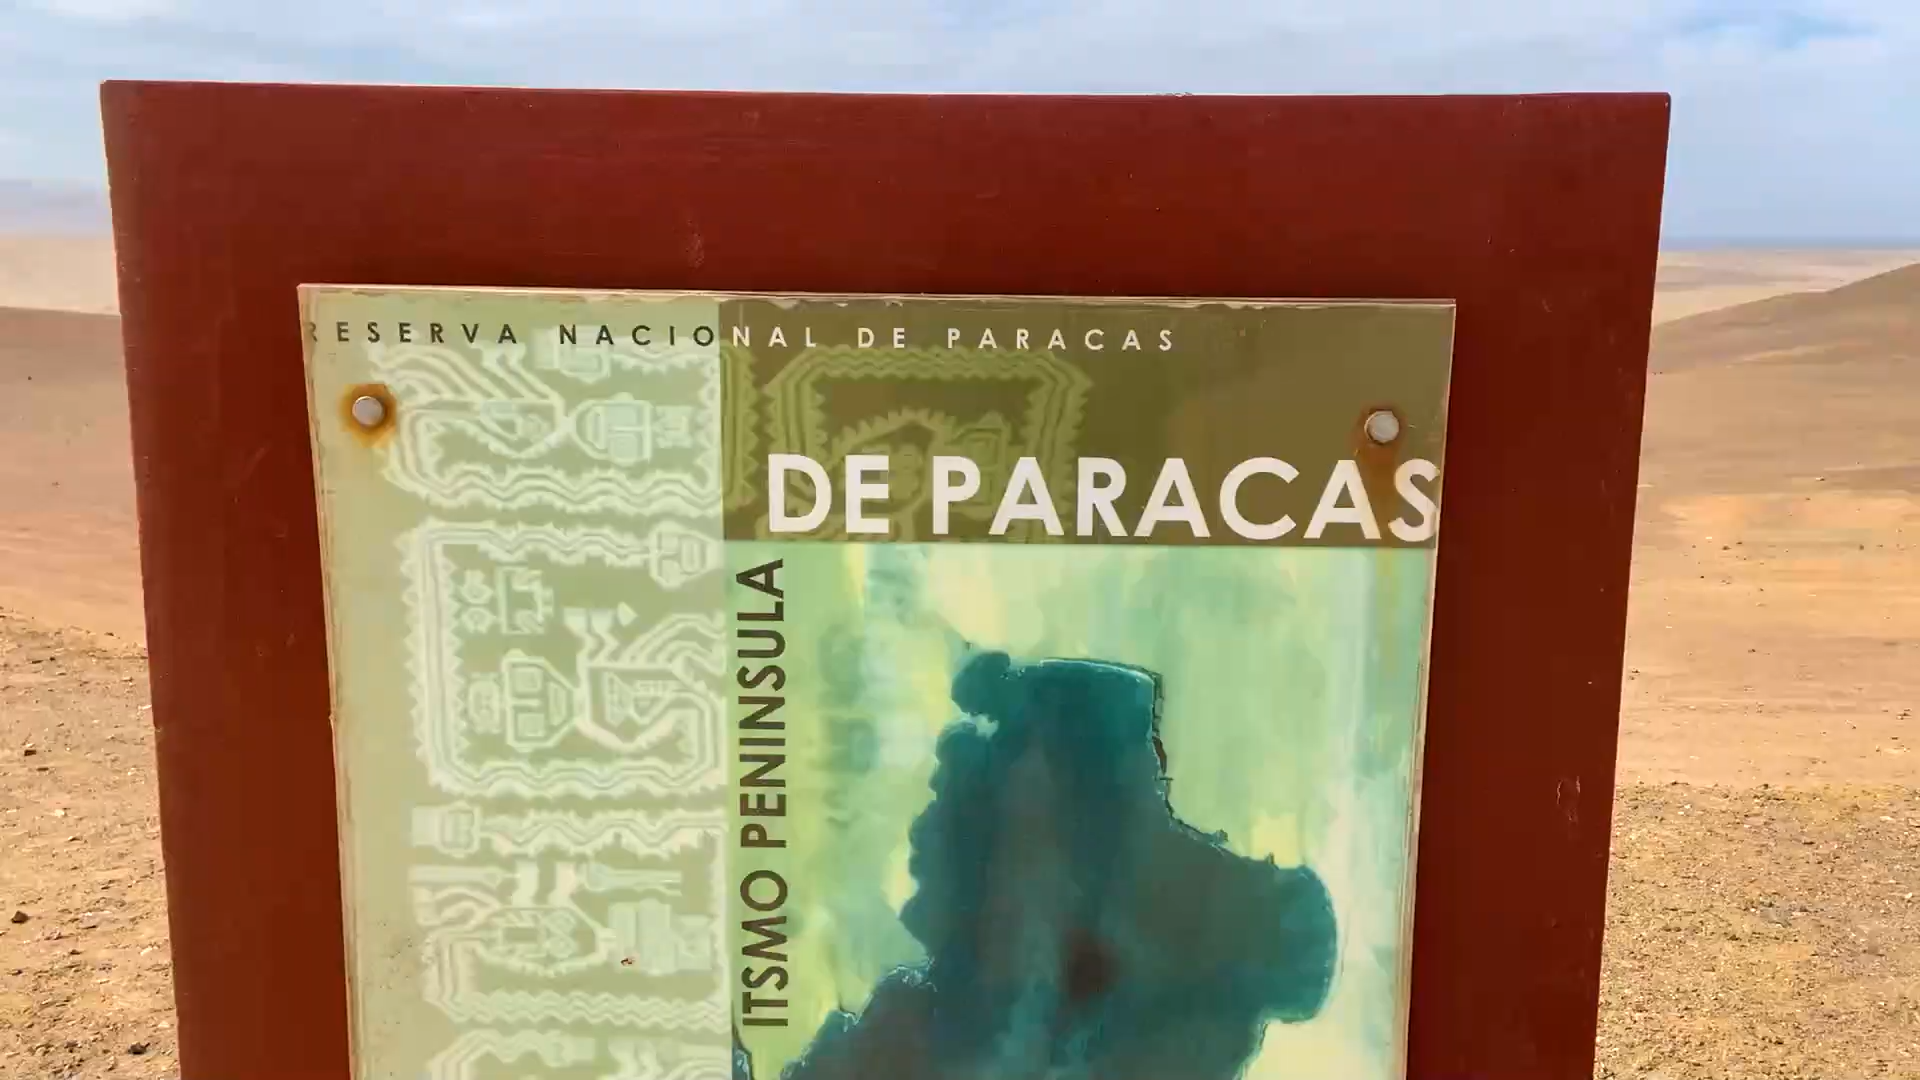 RESERVA NACIONAL DE PARACAS
ITSMO PENINSULA
DE PARACAS